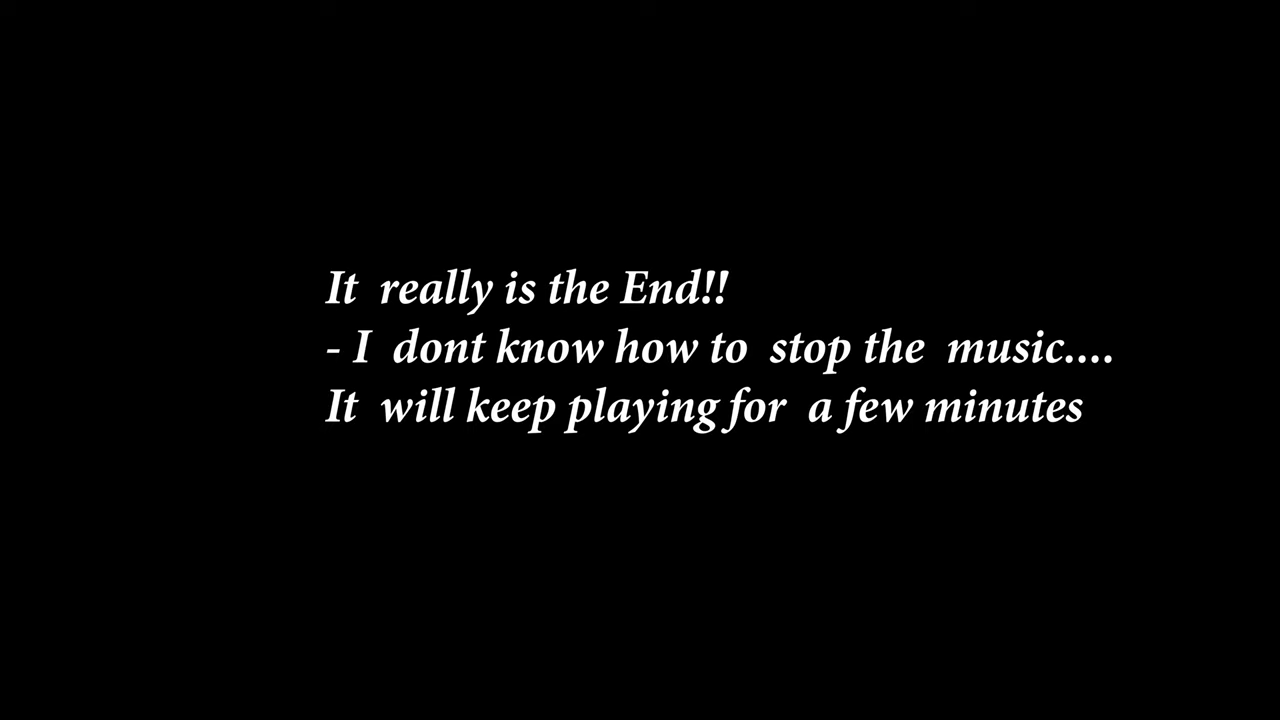 It really is the End!!
- I dont know how to stop the music....
It will keep playing for a few minutes